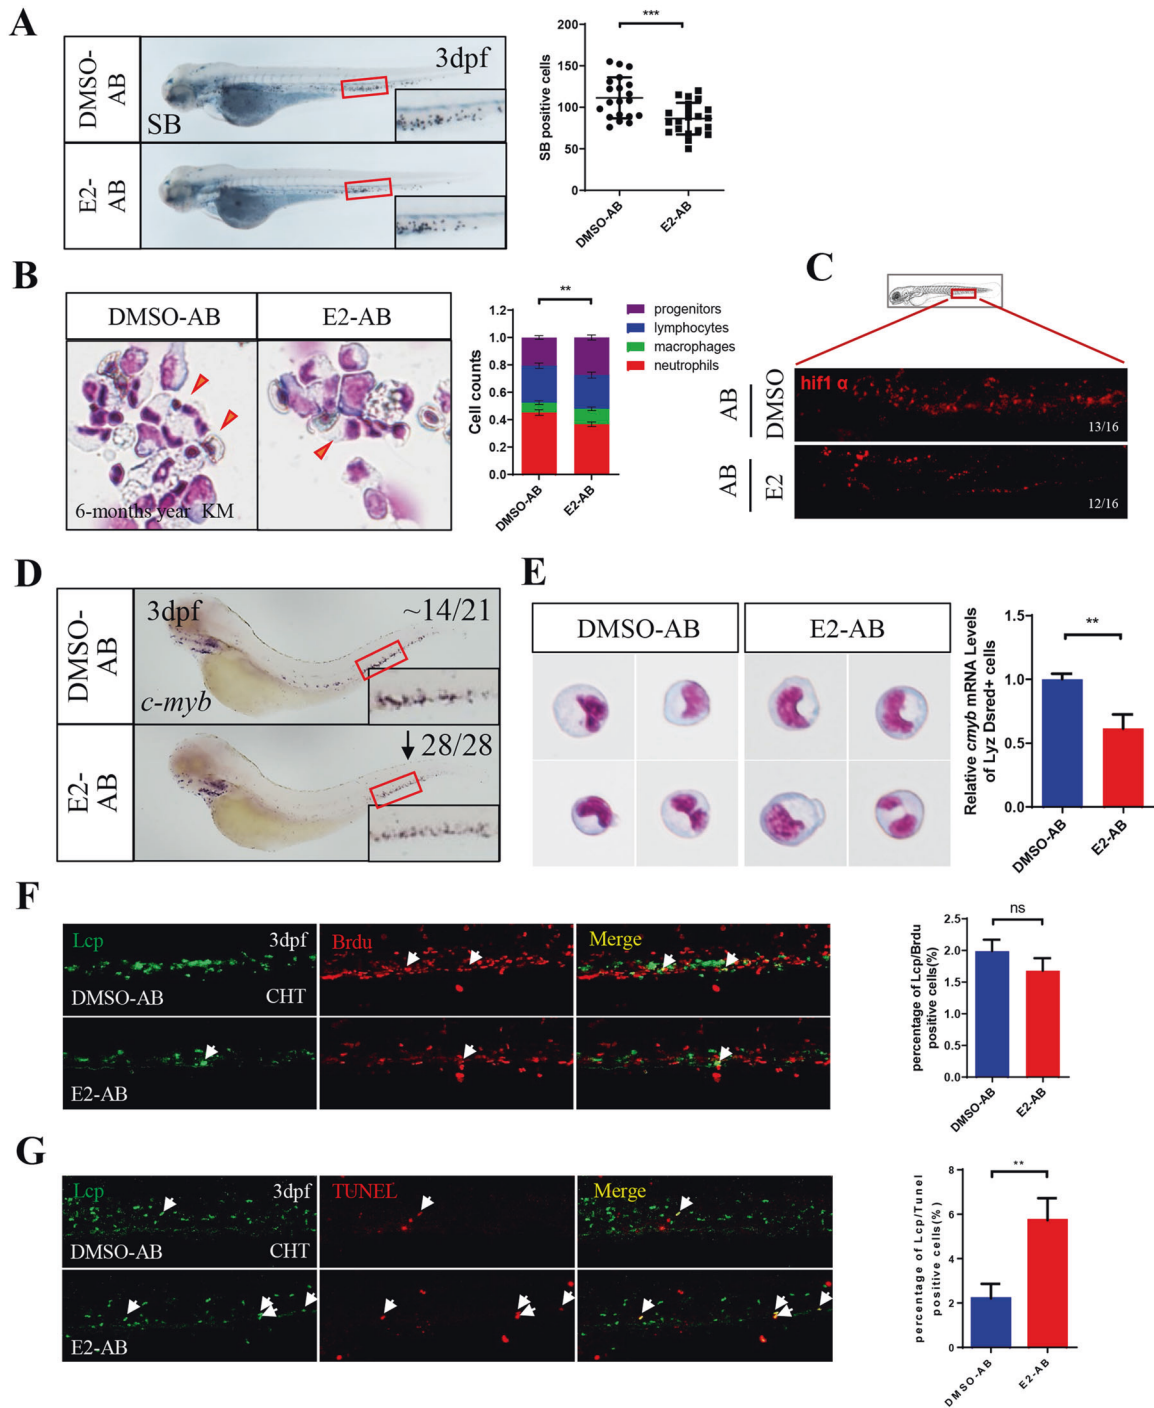 A
DMSO-
AB
3dpf
SB
E2-
AB
***
SB positive cells
200
150
100
50
0
DMSO-AB
E2-AB
B
DMSO-AB
E2-AB
6-months year KM
**
Cell counts
1.2
1.0
0.8
0.6
0.4
0.2
0.0
DMSO-AB
E2-AB
progenitors
lymphocytes
macrophages
neutrophils
C
hif1 α
AB
DMSO
13/16
AB
E2
12/16
D
DMSO-
AB
3dpf
~14/21
c-myb
E2-
AB
28/28
E
DMSO-AB
E2-AB
**
Relative cmyb mRNA Levels
of Lyz Dsred+ cells
1.5
1.0
0.5
0.0
DMSO-AB
E2-AB
F
Lcp
3dpf
Brdu
Merge
DMSO-AB
CHT
E2-AB
ns
percentage of Lcp/Brdu
positive cells(%)
2.5
2.0
1.5
1.0
0.5
0.0
DMSO-AB
E2-AB
G
Lcp
3dpf
TUNEL
Merge
DMSO-AB
CHT
E2-AB
**
percentage of Lcp/Tunel
positive cells(%)
8
6
4
2
0
DMSO-AB
E2-AB